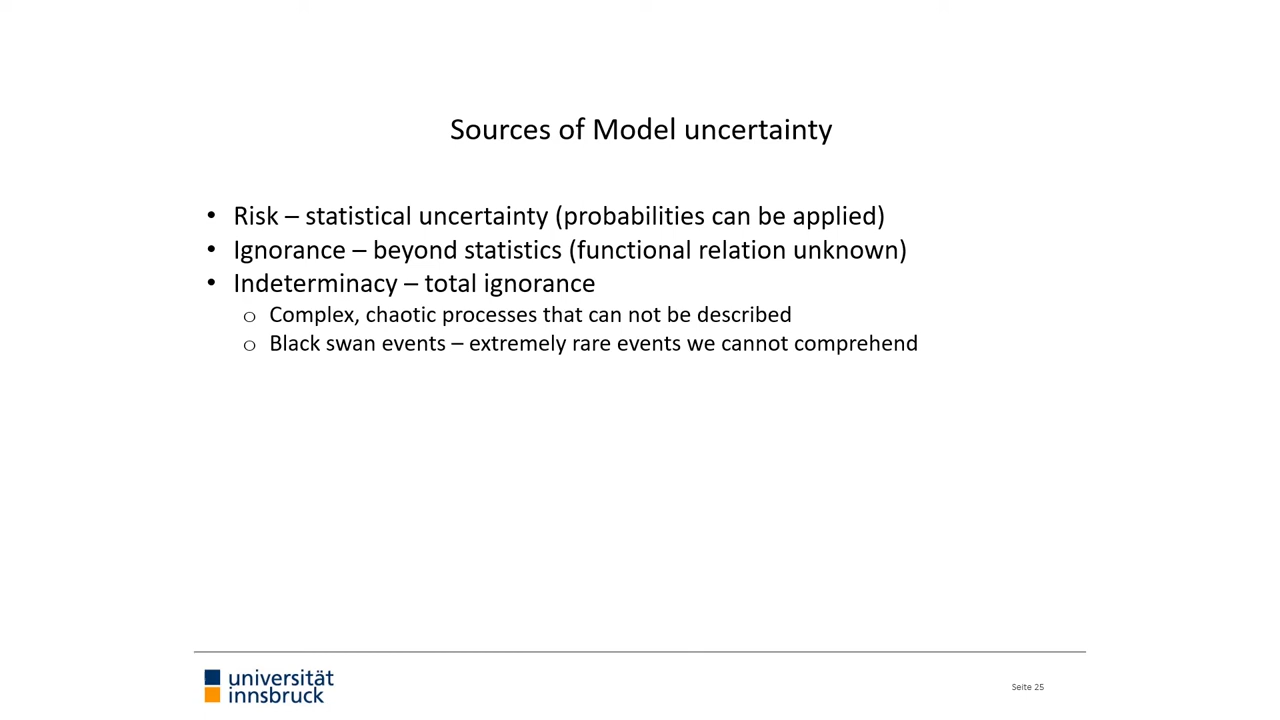 Sources of Model uncertainty
• Risk – statistical uncertainty (probabilities can be applied)
• Ignorance – beyond statistics (functional relation unknown)
• Indeterminacy – total ignorance
o Complex, chaotic processes that can not be described
o Black swan events – extremely rare events we cannot comprehend
universität
innsbruck
Seite 25